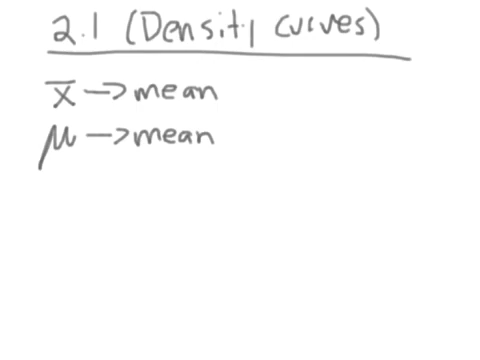 2.1 (Density Curves)
x̅ → mean
μ → mean